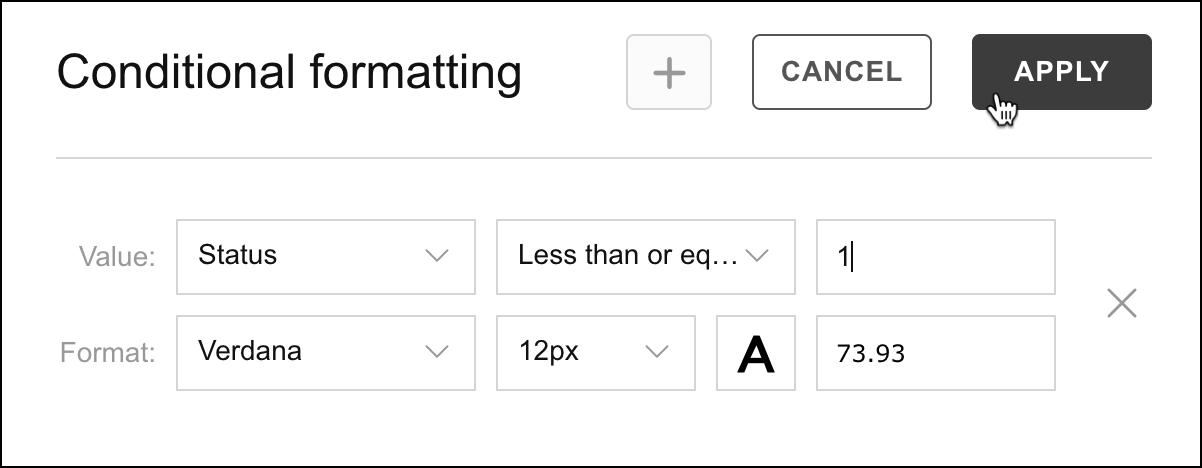 Conditional formatting + CANCEL APPLY
Value: Status Less than or eq... 1
Format: Verdana 12px A 73.93